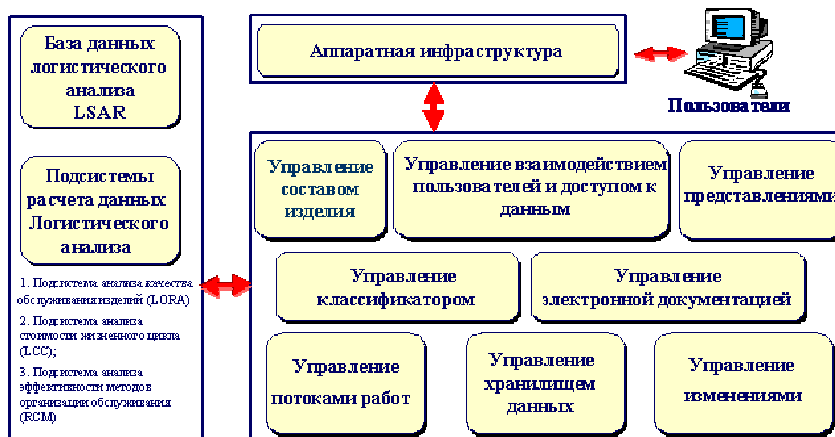 База данных
логистического
анализа
LSAR
Подсистемы
расчета данных
Логистического
анализа
1. Подсистема анализа качества
обслуживания изделий (LORA)
2. Подсистема анализа
стоимости жизненного цикла
(LCC);
3. Подсистема анализа
эффективности методов
организации обслуживания
(RCM)
Аппаратная инфраструктура
Пользователи
Управление
составом
изделия
Управление взаимодействием
пользователей и доступом к
данным
Управление
представлениями
Управление
классификатором
Управление
электронной документацией
Управление
потоками работ
Управление
хранилищем
данных
Управление
изменениями